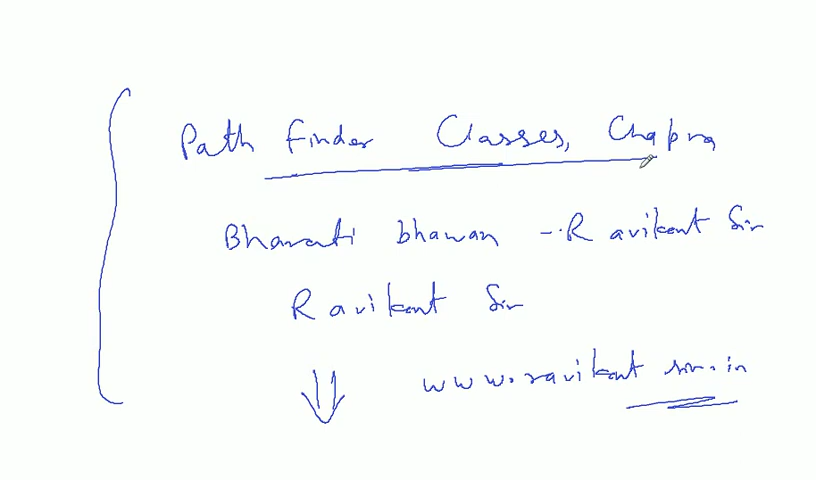 Path finder Classes, Chapra
Bharati bhawan - Ravikant Sir
Ravikant Sir
www.ravikant sir.in